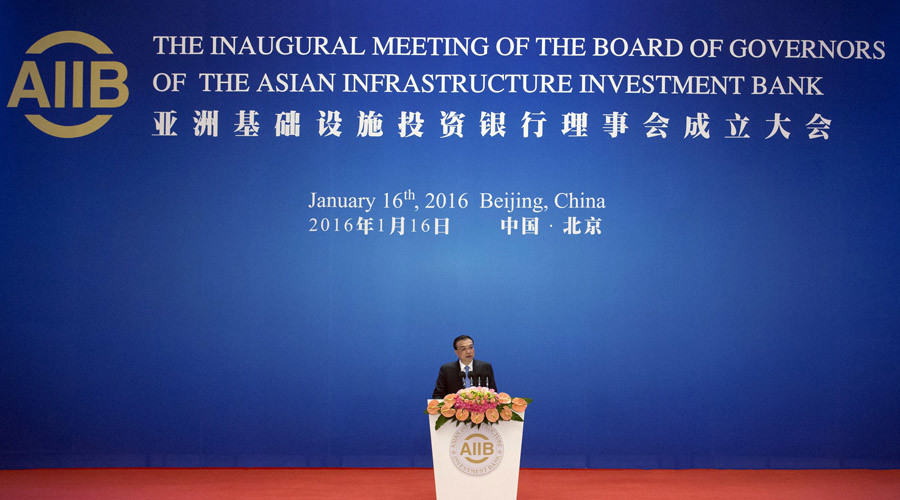 AIIB
THE INAUGURAL MEETING OF THE BOARD OF GOVERNORS
OF THE ASIAN INFRASTRUCTURE INVESTMENT BANK
亚洲基础设施投资银行理事会成立大会
January 16th, 2016 Beijing, China
2016年1月16日 中国·北京
AIIB
INVESTMENT BANK